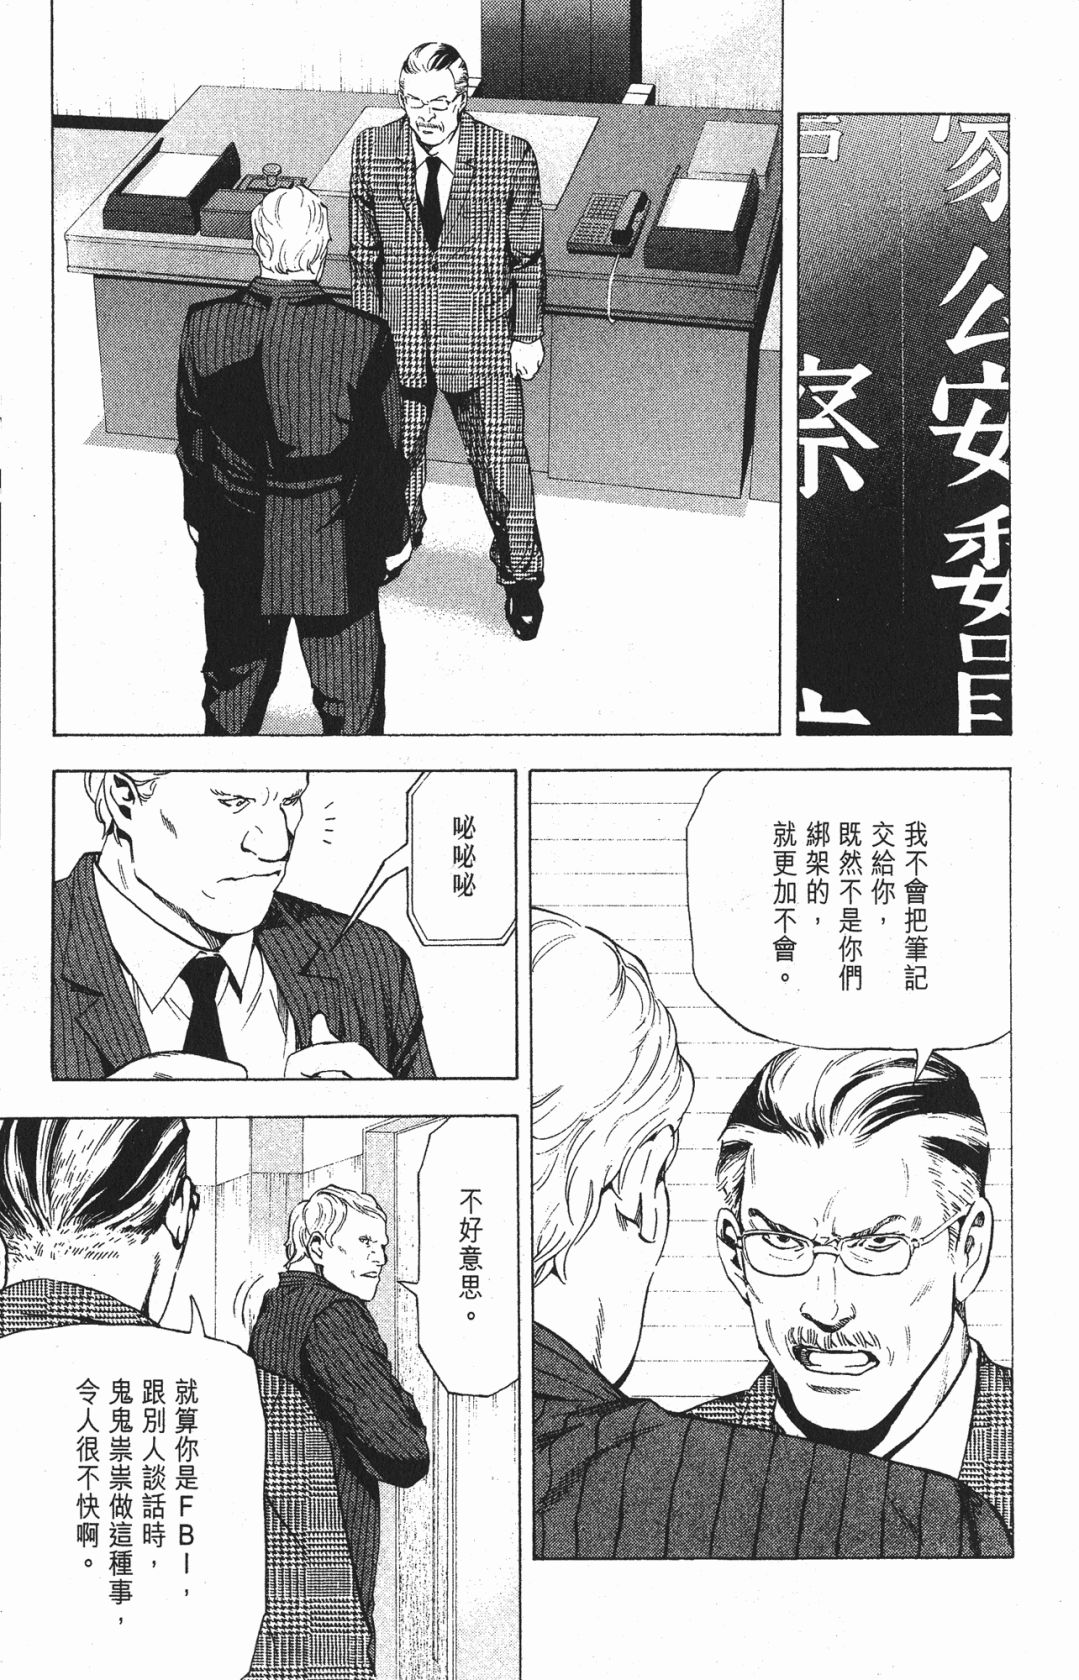 家公安委員
察
我不會把筆記
交給你，
既然不是你們
綁架的，
就更加不會。
咇咇咇
不好意思。
就算你是FBI，
跟別人談話時，
鬼鬼祟祟做這種事，
令人很不快啊。